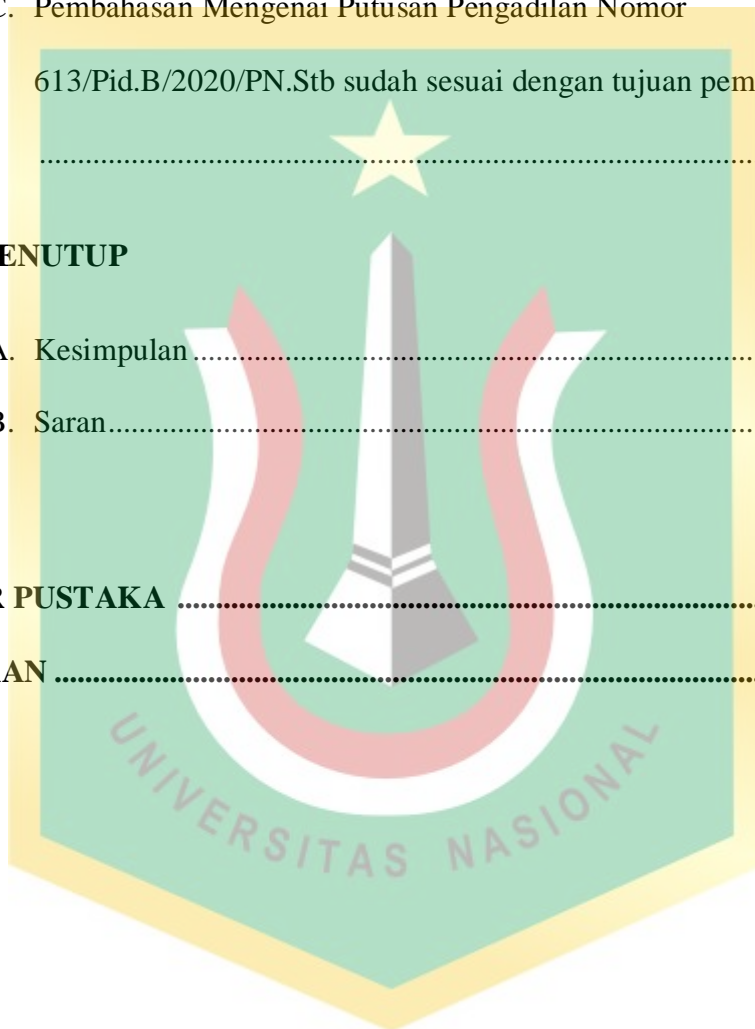 C. Pembahasan Mengenai Putusan Pengadilan Nomor
613/Pid.B/2020/PN.Stb sudah sesuai dengan tujuan pem
....................................................................................................
ENUTUP
A. Kesimpulan ................................................................................
B. Saran...........................................................................................
R PUSTAKA ................................................................................
RAN ....................................................................................................
UNIVERSITAS NASIONAL